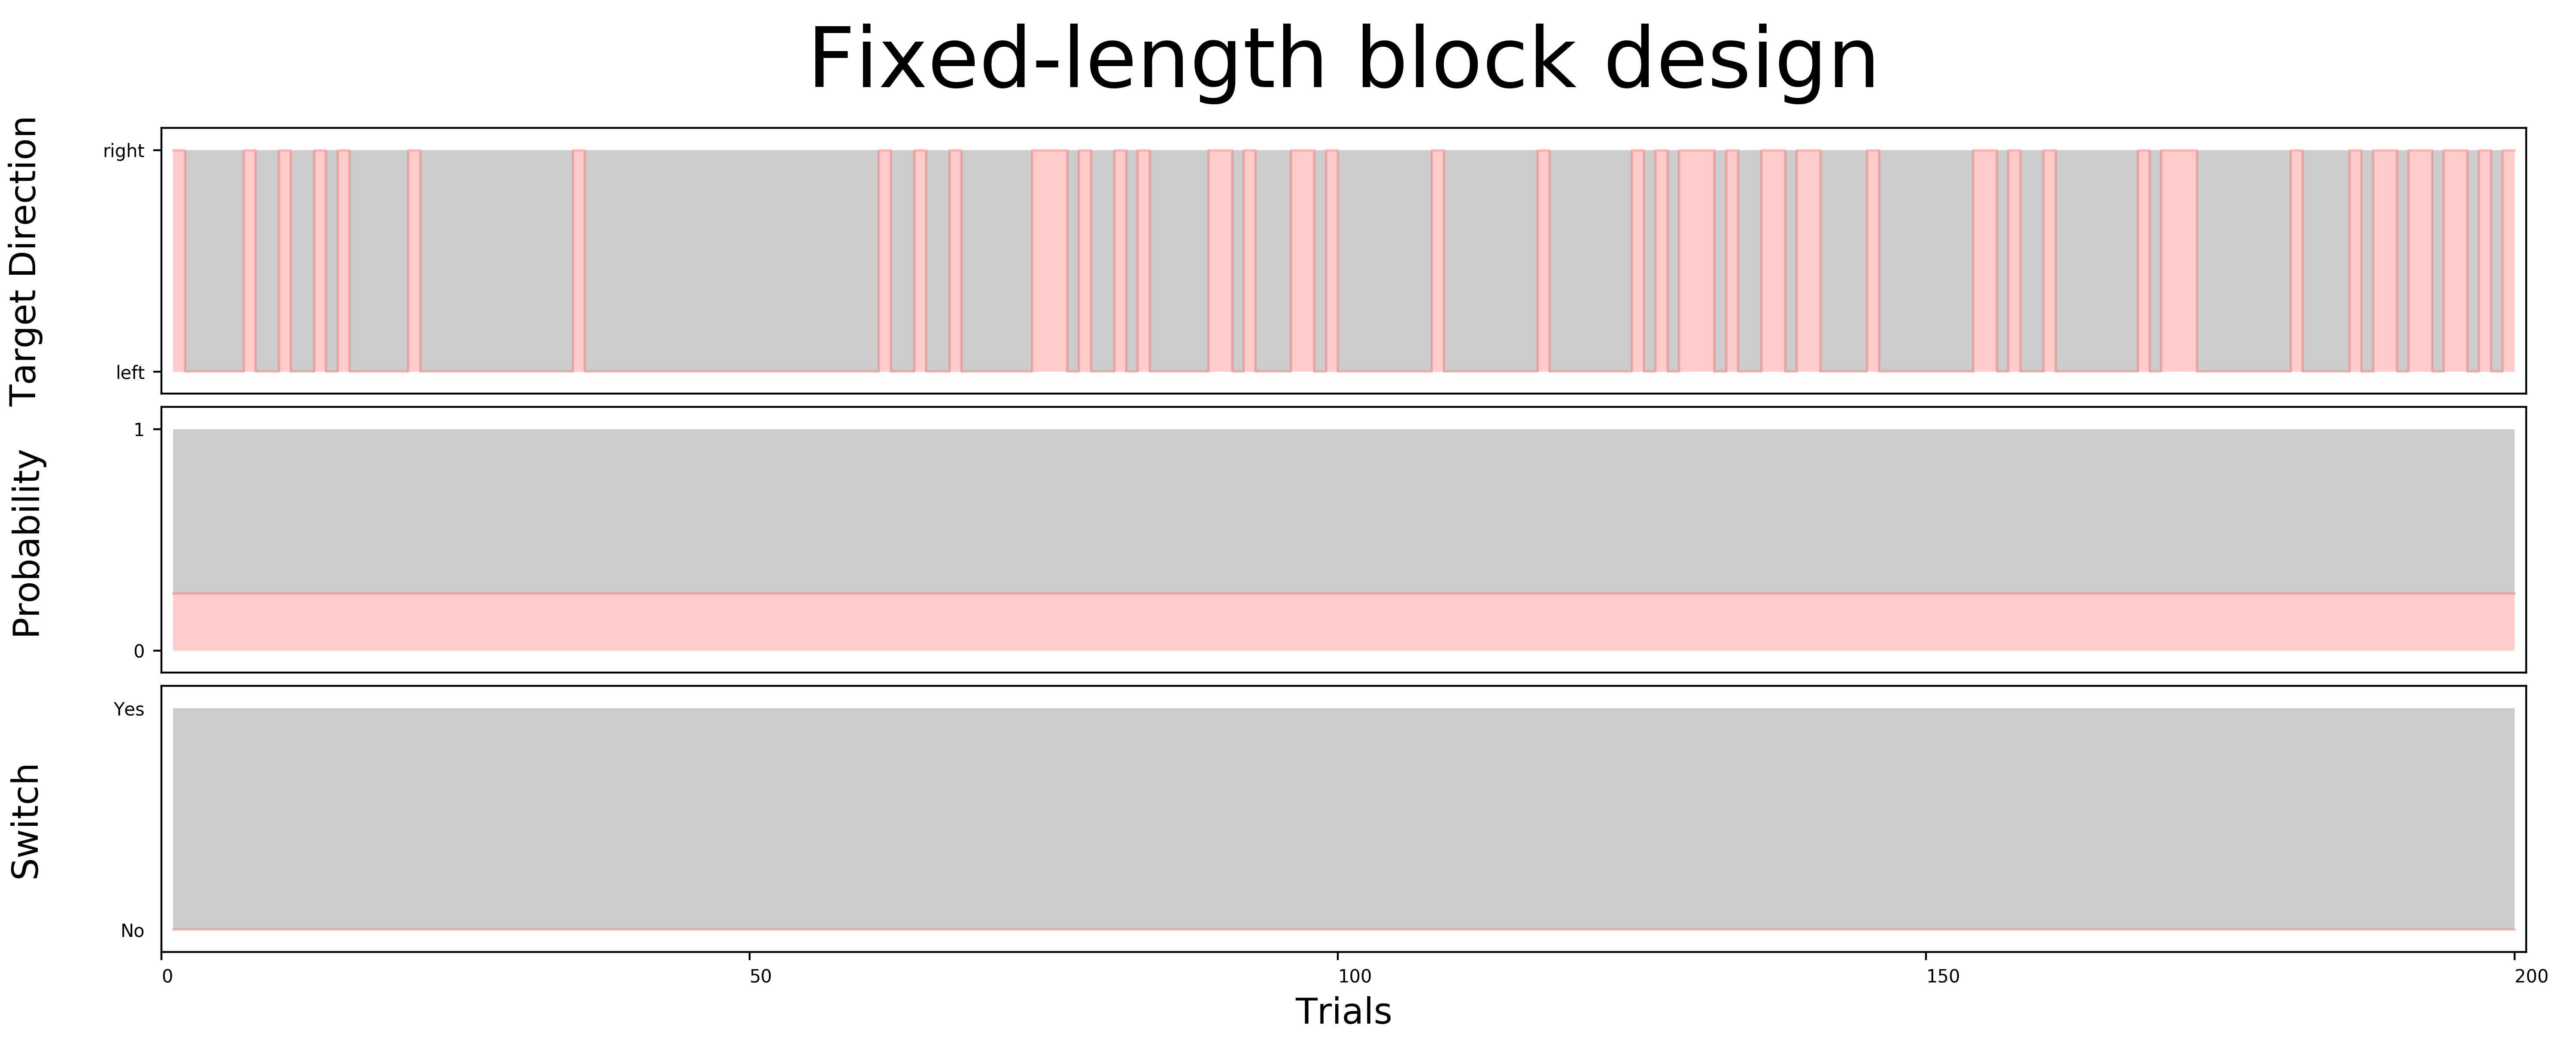 Fixed-length block design
Target Direction
right
left
Probability
1
0
Switch
Yes
No
0 50 100 150 200
Trials